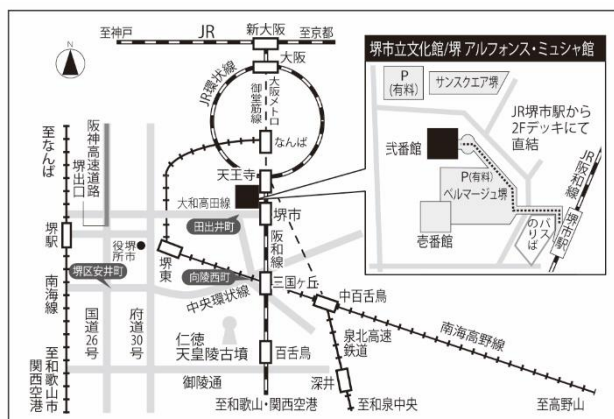 至神戸
JR
新大阪
至京都
大阪
JR環状線
大阪メトロ
御堂筋線
なんば
天王寺
至なんば
阪神高速道路
堺出口
大和高田線
田出井町
堺市
阪和線
堺駅
堺市
役所
堺東
堺区安井町
向陵西町
三国ヶ丘
中央環状線
中百舌鳥
南海線
国道26号
府道30号
仁徳
天皇陵古墳
百舌鳥
泉北高速
鉄道
南海高野線
御陵通
深井
至和歌山市
関西空港
至和歌山・関西空港
至和泉中央
至高野山
堺市立文化館/堺 アルフォンス・ミュシャ館
P
(有料)
サンスクエア堺
JR堺市駅から
2Fデッキにて
直結
弐番館
P(有料)
ベルマージュ堺
壱番館
JR阪和線
堺市駅
バス
のりば